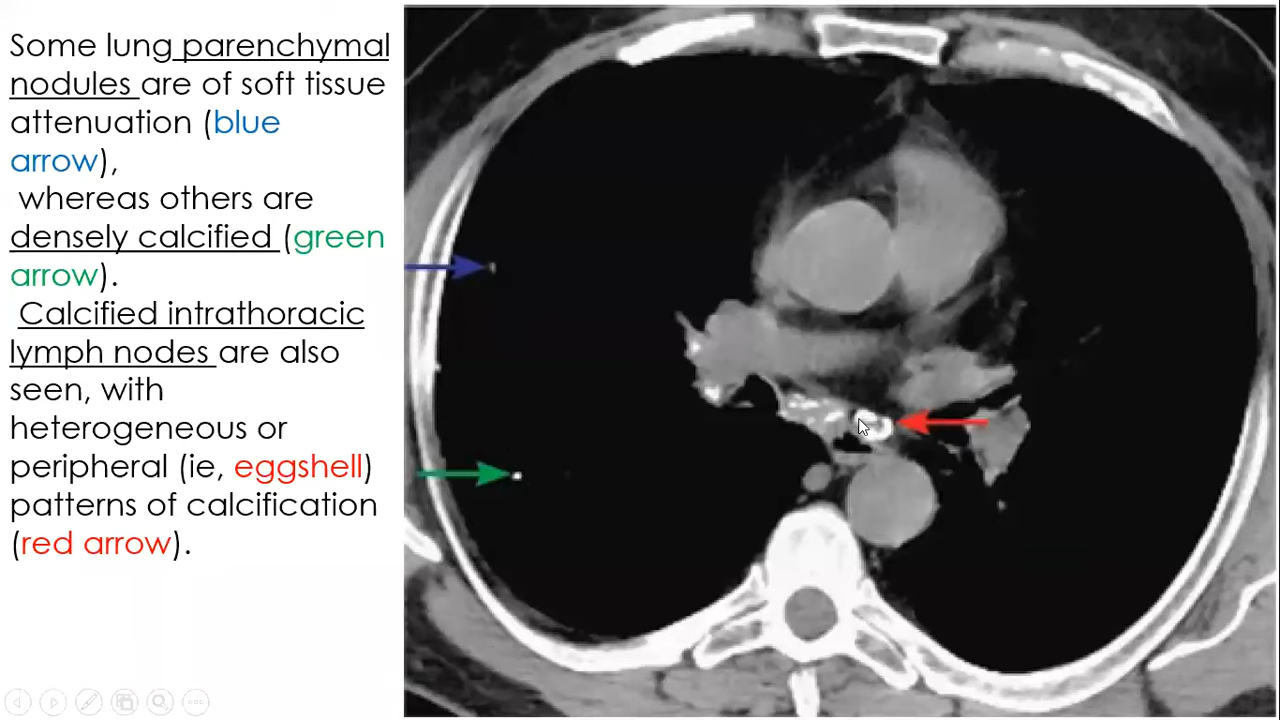 Some lung parenchymal
nodules are of soft tissue
attenuation (blue
arrow),
whereas others are
densely calcified (green
arrow).
Calcified intrathoracic
lymph nodes are also
seen, with
heterogeneous or
peripheral (ie, eggshell)
patterns of calcification
(red arrow).